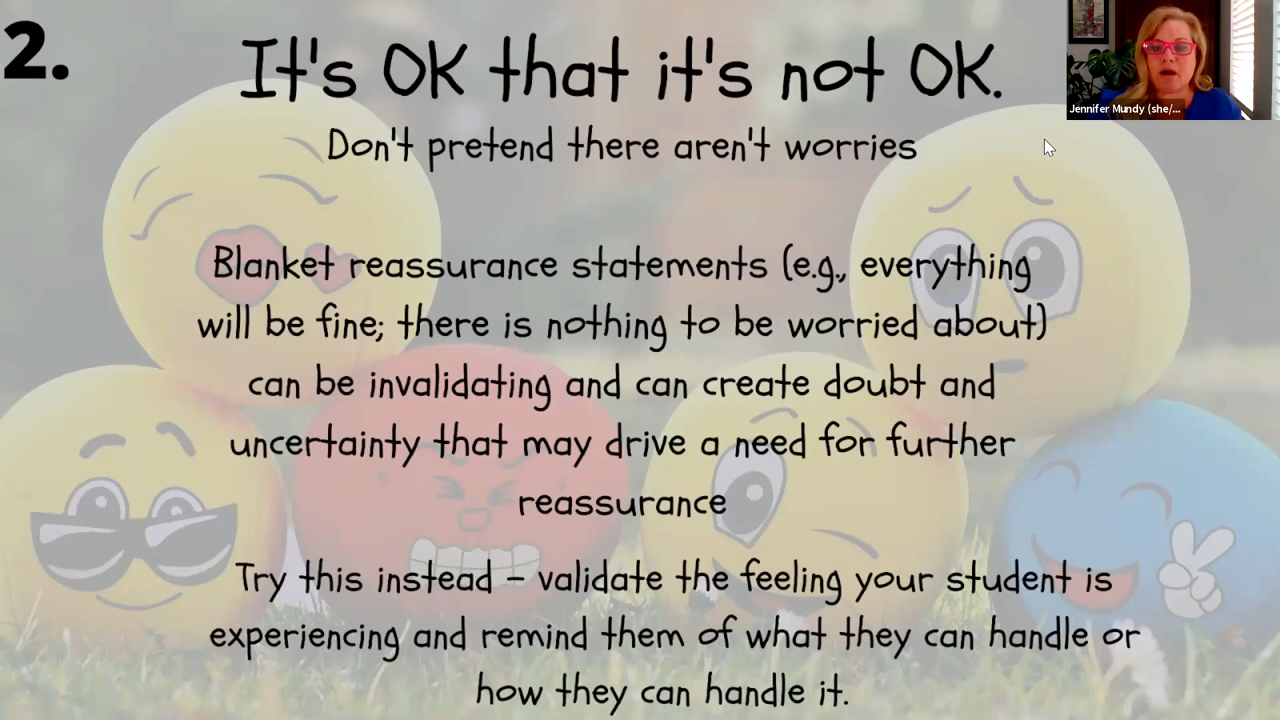 2.
It's OK that it's not OK.
Don't pretend there aren't worries
Blanket reassurance statements (e.g., everything
will be fine; there is nothing to be worried about)
can be invalidating and can create doubt and
uncertainty that may drive a need for further
reassurance
Try this instead – validate the feeling your student is
experiencing and remind them of what they can handle or
how they can handle it.
Jennifer Mundy (she/...